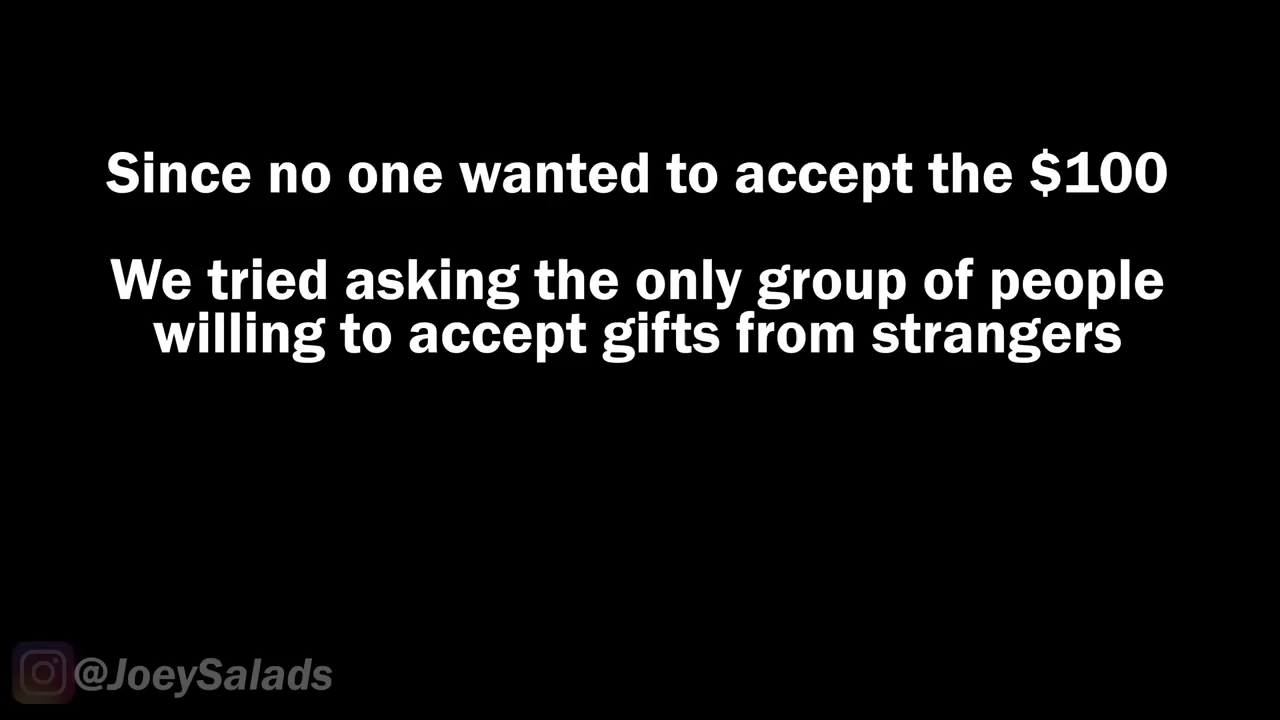 Since no one wanted to accept the $100
We tried asking the only group of people
willing to accept gifts from strangers
@JoeySalads